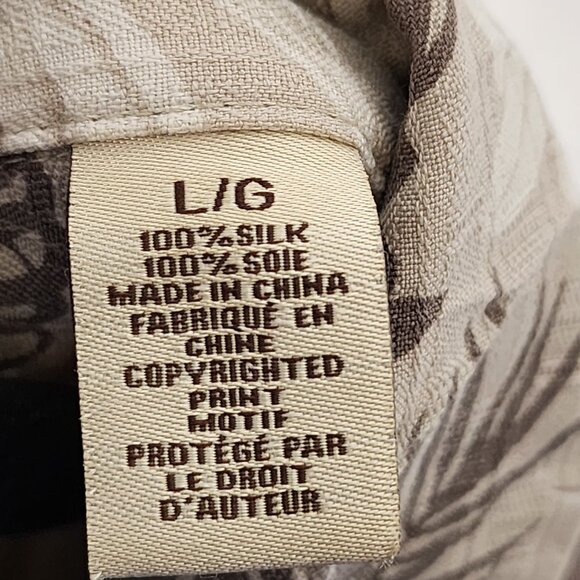 L/G
100% SILK
100% SOIE
MADE IN CHINA
FABRIQUÉ EN
CHINE
COPYRIGHTED
PRINT
MOTIF
PROTÉGÉ PAR
LE DROIT
D'AUTEUR